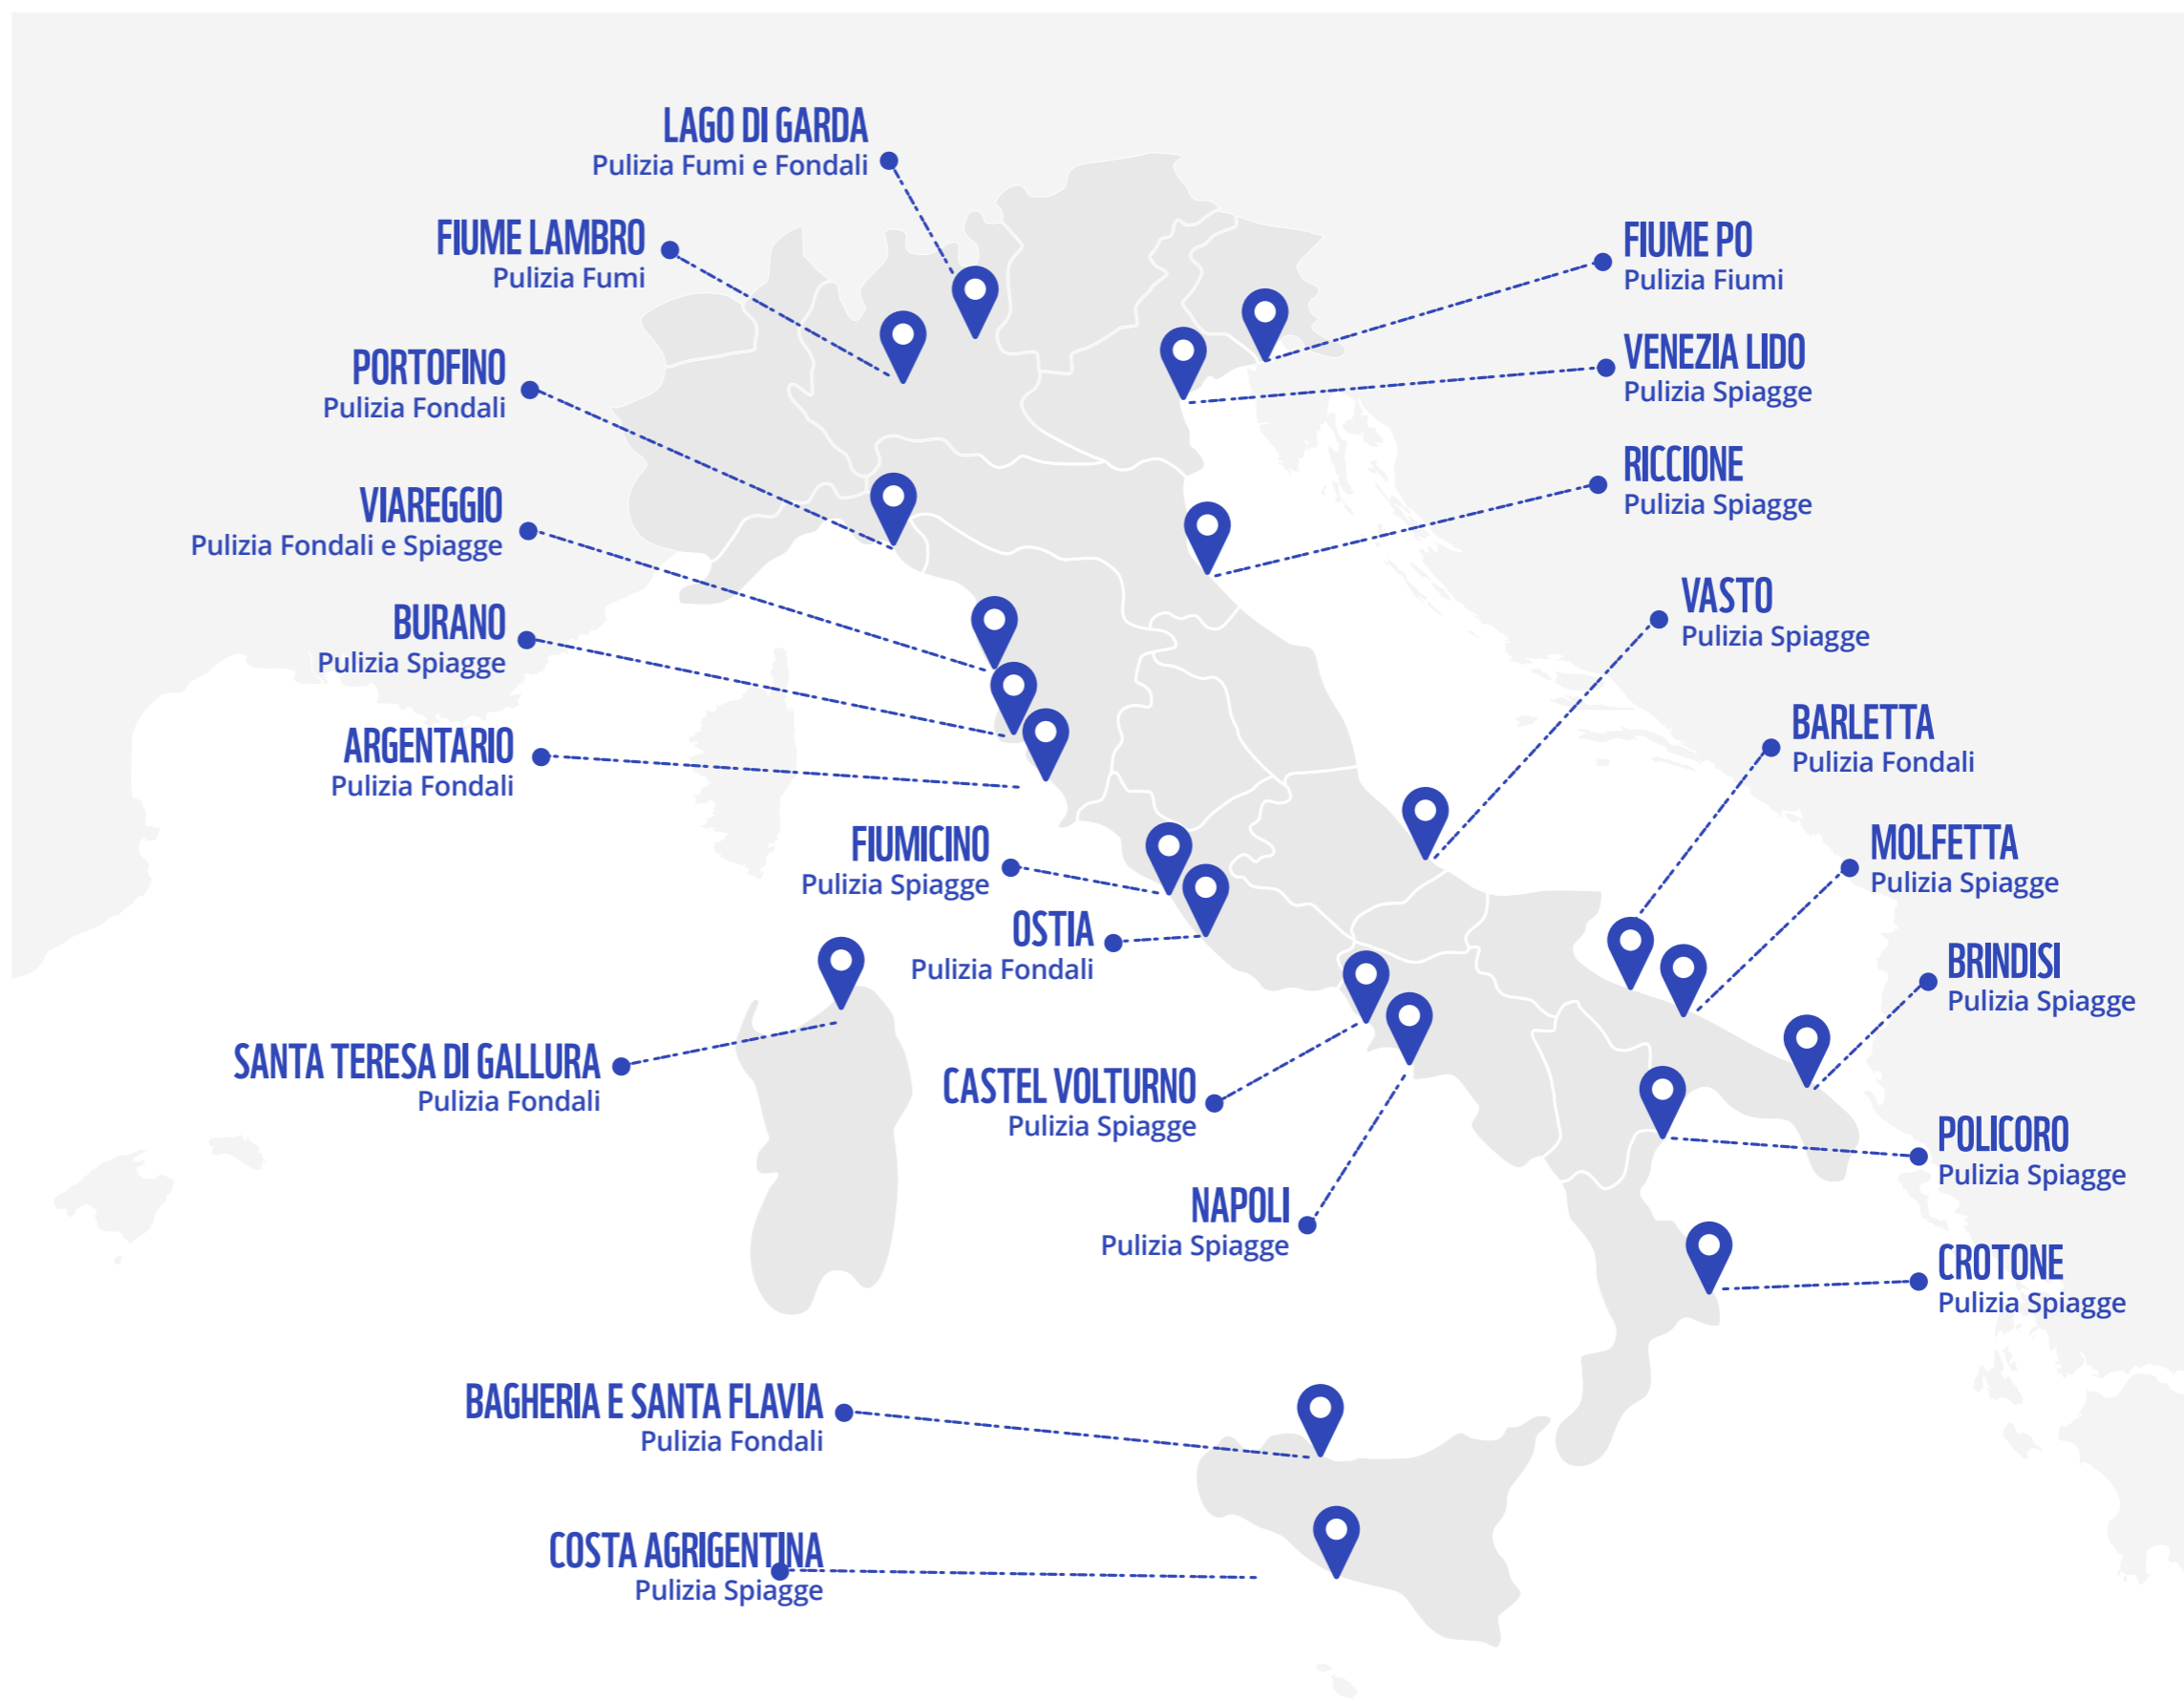 LAGO DI GARDA
Pulizia Fumi e Fondali
FIUME LAMBRO
Pulizia Fumi
PORTOFINO
Pulizia Fondali
VIAREGGIO
Pulizia Fondali e Spiagge
BURANO
Pulizia Spiagge
ARGENTARIO
Pulizia Fondali
FIUMICINO
Pulizia Spiagge
OSTIA
Pulizia Fondali
SANTA TERESA DI GALLURA
Pulizia Fondali
CASTEL VOLTURNO
Pulizia Spiagge
NAPOLI
Pulizia Spiagge
BAGHERIA E SANTA FLAVIA
Pulizia Fondali
COSTA AGRIGENTINA
Pulizia Spiagge
FIUME PO
Pulizia Fiumi
VENEZIA LIDO
Pulizia Spiagge
RICCIONE
Pulizia Spiagge
VASTO
Pulizia Spiagge
BARLETTA
Pulizia Fondali
MOLFETTA
Pulizia Spiagge
BRINDISI
Pulizia Spiagge
POLICORO
Pulizia Spiagge
CROTONE
Pulizia Spiagge